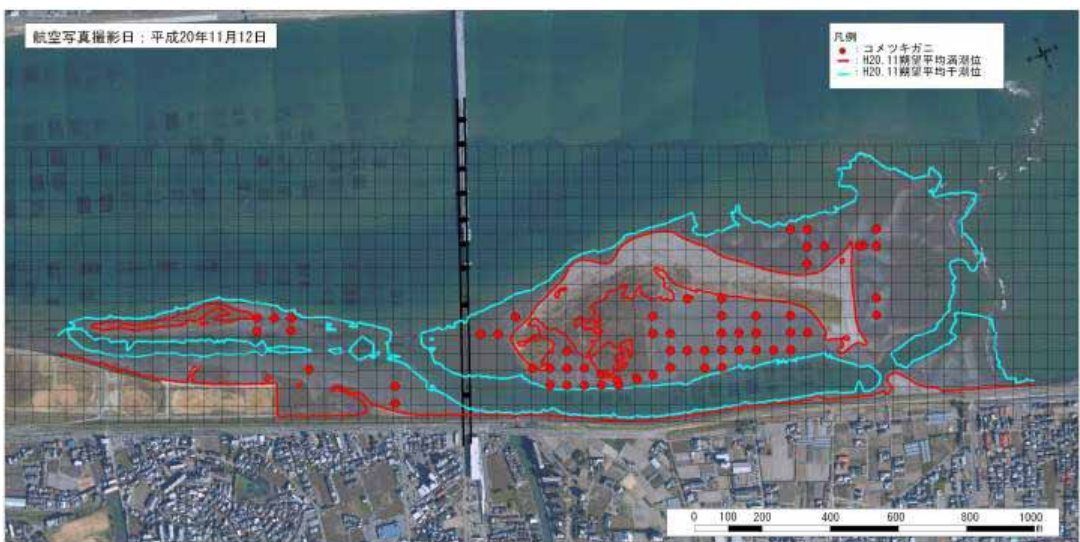 航空写真撮影日：平成20年11月12日
凡例
：コメツキガニ
：H20.11期望平均満潮位
：H20.11期望平均干潮位
0 100 200 400 600 800 1000
m